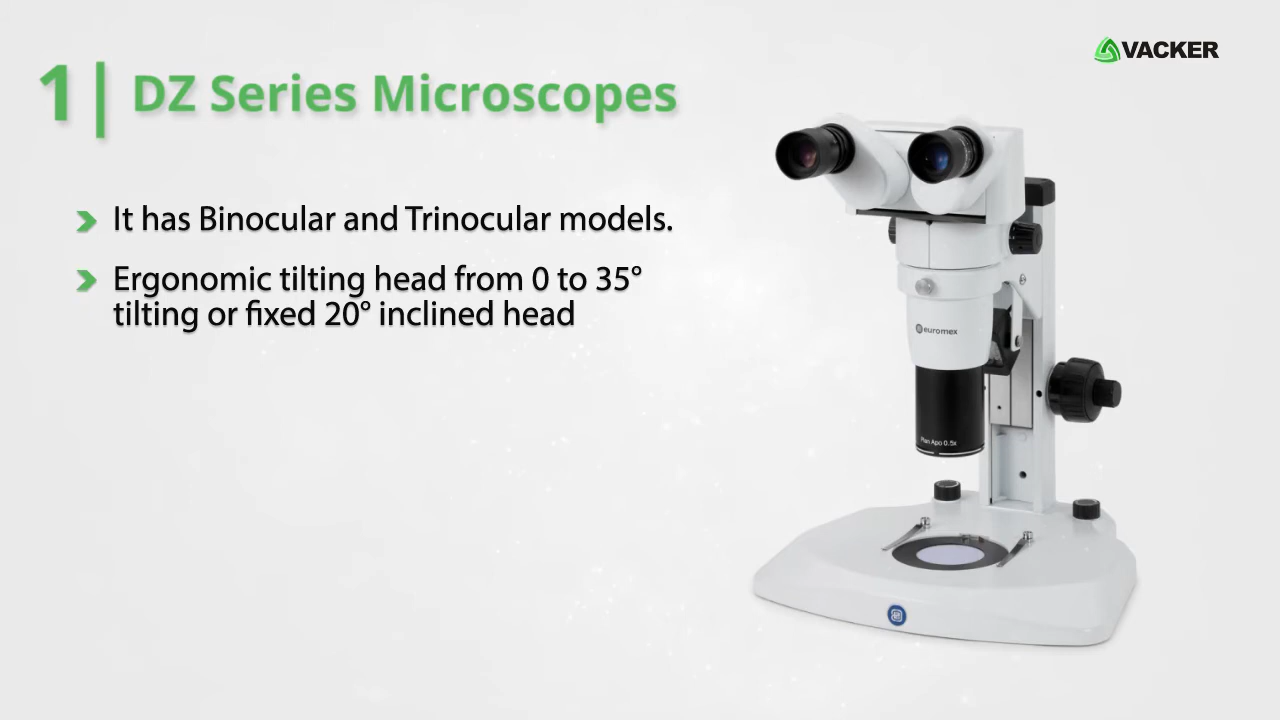 VACKER
1 | DZ Series Microscopes
It has Binocular and Trinocular models.
Ergonomic tilting head from 0 to 35°
tilting or fixed 20° inclined head
euromex
Plan Apo 0.5x